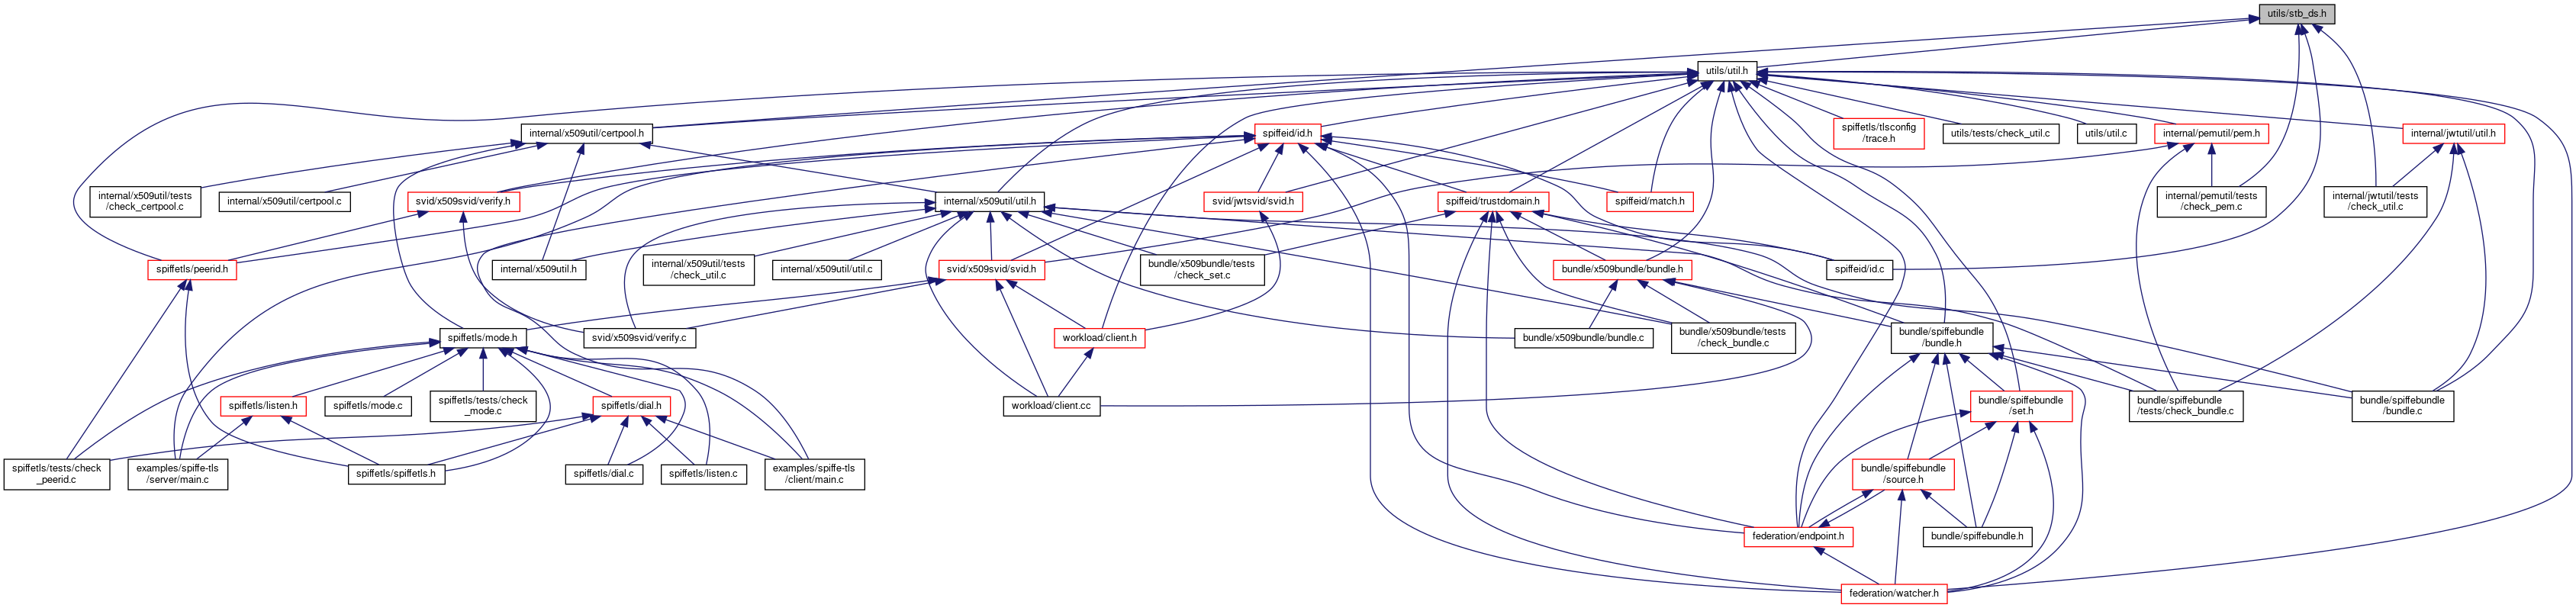 utils/stb_ds.h
utils/util.h
internal/x509util/certpool.h
spiffeid/id.h
spiffetls/tlsconfig
/trace.h
utils/tests/check_util.c
utils/util.c
internal/pemutil/pem.h
internal/jwtutil/util.h
internal/x509util/tests
/check_certpool.c
internal/x509util/certpool.c
svid/x509svid/verify.h
internal/x509util/util.h
svid/jwtsvid/svid.h
spiffeid/trustdomain.h
spiffeid/match.h
internal/pemutil/tests
/check_pem.c
internal/jwtutil/tests
/check_util.c
spiffetls/peerid.h
internal/x509util.h
internal/x509util/tests
/check_util.c
internal/x509util/util.c
svid/x509svid/svid.h
bundle/x509bundle/tests
/check_set.c
bundle/x509bundle/bundle.h
spiffeid/id.c
spiffetls/mode.h
svid/x509svid/verify.c
workload/client.h
bundle/x509bundle/bundle.c
bundle/x509bundle/tests
/check_bundle.c
bundle/spiffebundle
/bundle.h
spiffetls/listen.h
spiffetls/mode.c
spiffetls/tests/check
_mode.c
spiffetls/dial.h
workload/client.cc
bundle/spiffebundle
/set.h
bundle/spiffebundle
/tests/check_bundle.c
bundle/spiffebundle
/bundle.c
spiffetls/tests/check
_peerid.c
examples/spiffe-tls
/server/main.c
spiffetls/spiffetls.h
spiffetls/dial.c
spiffetls/listen.c
examples/spiffe-tls
/client/main.c
bundle/spiffebundle
/source.h
federation/endpoint.h
bundle/spiffebundle.h
federation/watcher.h